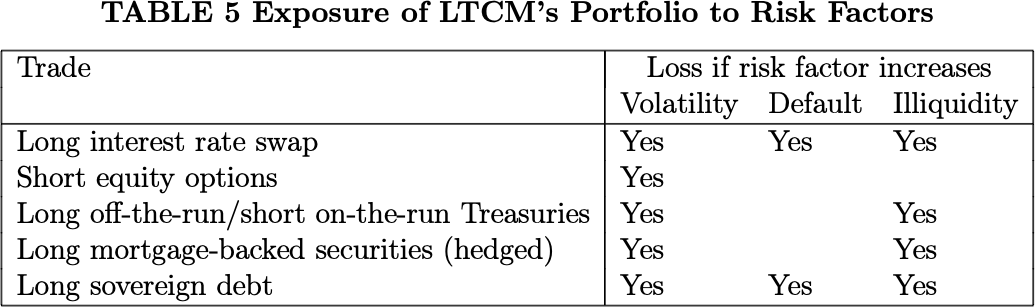 TABLE 5 Exposure of LTCM's Portfolio to Risk Factors
Trade Loss if risk factor increases
Volatility Default Illiquidity
Long interest rate swap Yes Yes Yes
Short equity options Yes
Long off-the-run/short on-the-run Treasuries Yes Yes
Long mortgage-backed securities (hedged) Yes Yes
Long sovereign debt Yes Yes Yes